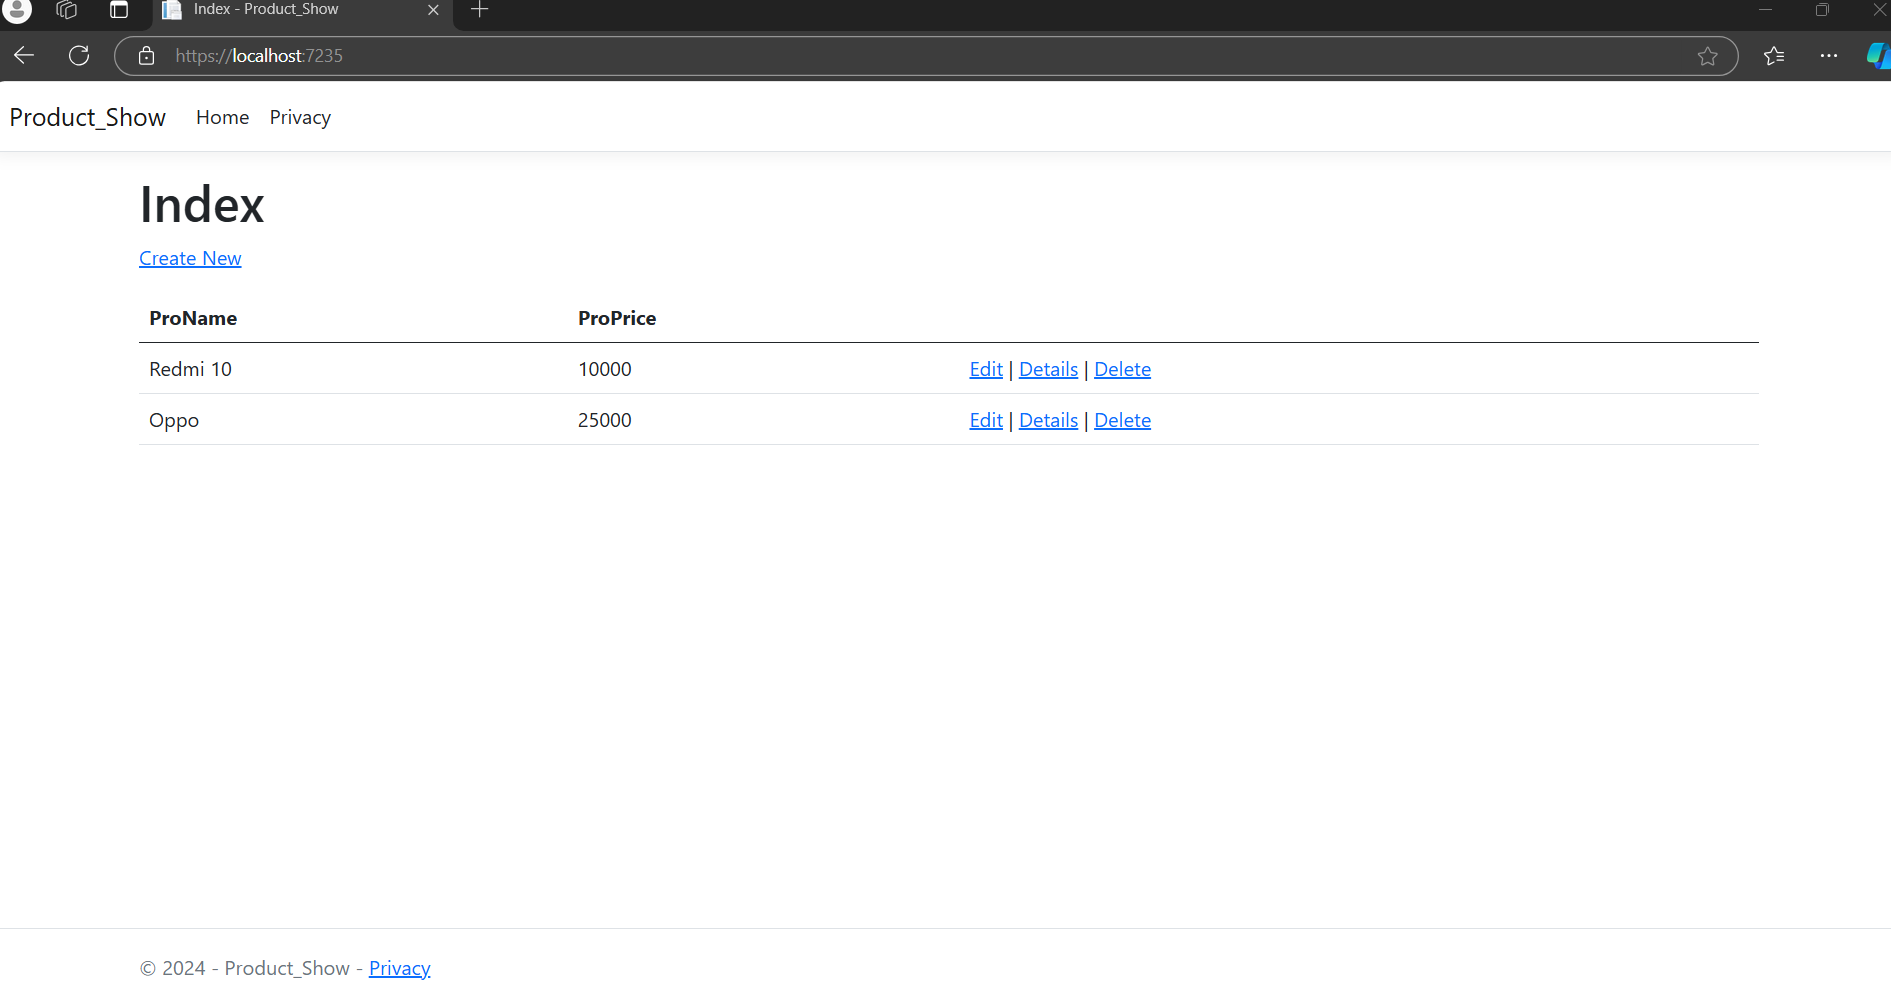 Index - Product_Show
https://localhost:7235
Product_Show Home Privacy
Index
Create New
ProName ProPrice
Redmi 10 10000 Edit | Details | Delete
Oppo 25000 Edit | Details | Delete
© 2024 - Product_Show - Privacy